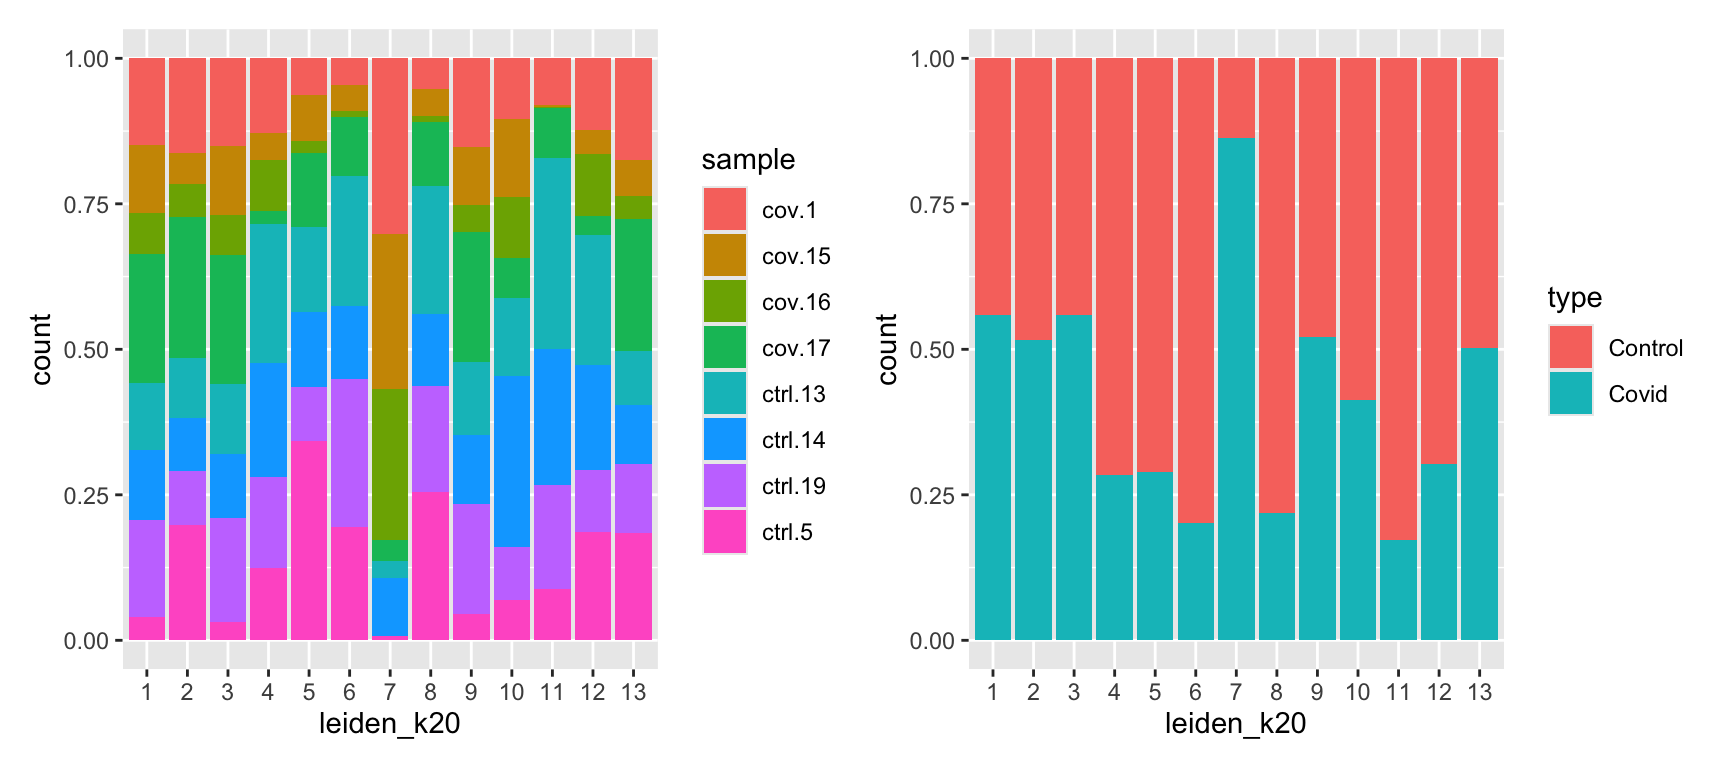 1.00
0.75
0.50
0.25
0.00
count
1 2 3 4 5 6 7 8 9 10 11 12 13
leiden_k20
sample
cov.1
cov.15
cov.16
cov.17
ctrl.13
ctrl.14
ctrl.19
ctrl.5
1.00
0.75
0.50
0.25
0.00
count
1 2 3 4 5 6 7 8 9 10 11 12 13
leiden_k20
type
Control
Covid